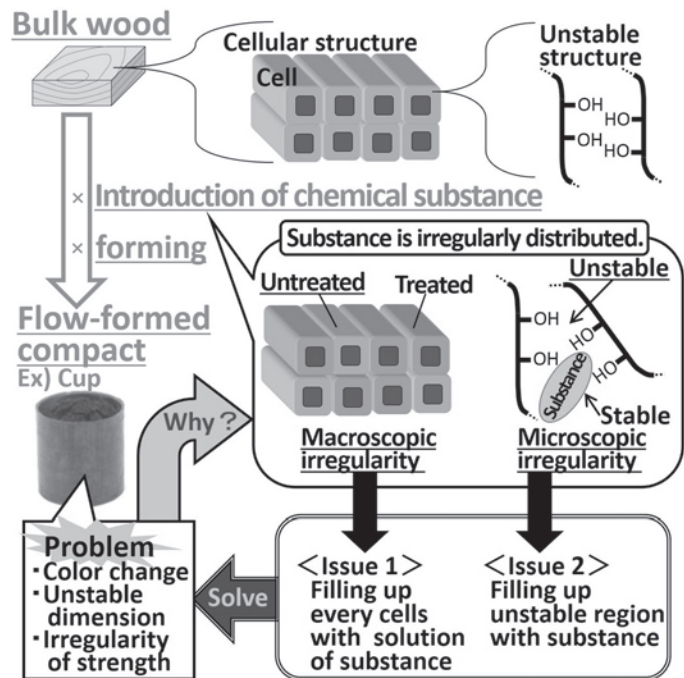 Bulk wood
Cellular structure
Cell
Unstable
structure
OH
HO
OH
HO
× Introduction of chemical substance
× forming
Substance is irregularly distributed.
Untreated
Treated
Unstable
OH
HO
OH
HO
Substance
Stable
Macroscopic
irregularity
Microscopic
irregularity
Flow-formed
compact
Ex) Cup
Why?
Problem
・Color change
・Unstable
dimension
・Irregularity
of strength
Solve
<Issue 1>
Filling up
every cells
with solution
of substance
<Issue 2>
Filling up
unstable region
with substance